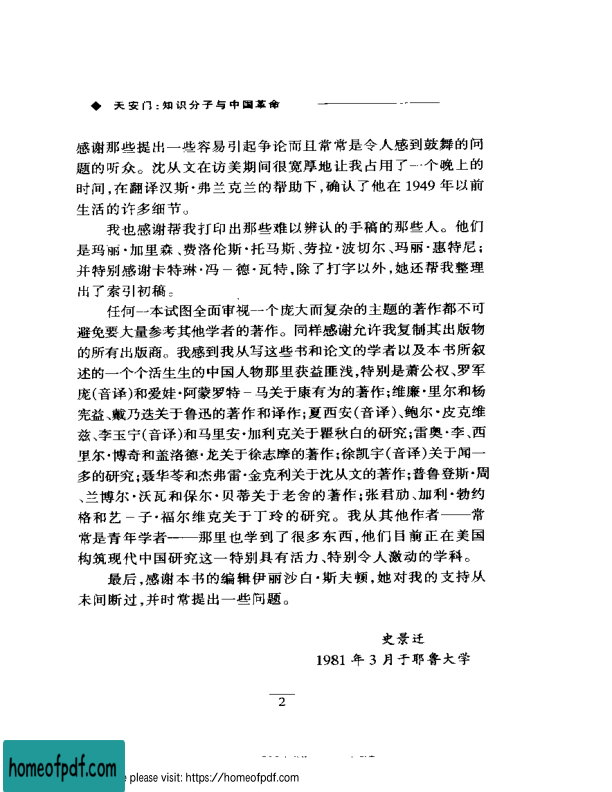 ◆ 天安门:知识分子与中国革命
感谢那些提出一些容易引起争论而且常常是令人感到鼓舞的问
题的听众。沈从文在访美期间很宽厚地让我占用了一个晚上的
时间,在翻译汉斯·弗兰克兰的帮助下,确认了他在1949年以前
生活的许多细节。
我也感谢帮我打印出那些难以辨认的手稿的那些人。他们
是玛丽·加里森、费洛伦斯·托马斯、劳拉·波切尔、玛丽·惠特尼;
并特别感谢卡特琳·冯－德·瓦特,除了打字以外,她还帮我整理
出了索引初稿。
任何一本试图全面审视一个庞大而复杂的主题的著作都不可
避免要大量参考其他学者的著作。同样感谢允许我复制其出版物
的所有出版商。我感到我从写这些书和论文的学者以及本书所叙
述的一个个活生生的中国人物那里获益匪浅,特别是萧公权、罗军
庞(音译)和爱娃·阿蒙罗特－马关于康有为的著作;维廉·里尔和杨
宪益、戴乃迭关于鲁迅的著作和译作;夏西安(音译)、鲍尔·皮克维
兹、李玉宁(音译)和马里安·加利克关于瞿秋白的研究;雷奥·李、西
里尔·博奇和盖洛德·龙关于徐志摩的著作;徐凯宇(音译)关于闻一
多的研究;聂华苓和杰弗雷·金克利关于沈从文的著作;普鲁登斯·周
、兰博尔·沃瓦和保尔·贝蒂关于老舍的著作;张君劢、加利·勃约
格和艺－子·福尔维克关于丁玲的研究。我从其他作者——常
常是青年学者——那里也学到了很多东西,他们目前正在美国
构筑现代中国研究这一特别具有活力、特别令人激动的学科。
最后,感谢本书的编辑伊丽沙白·斯夫顿,她对我的支持从
未间断过,并时常提出一些问题。
史景迁
1981年3月于耶鲁大学
2
homeofpdf.com
please visit: https://homeofpdf.com